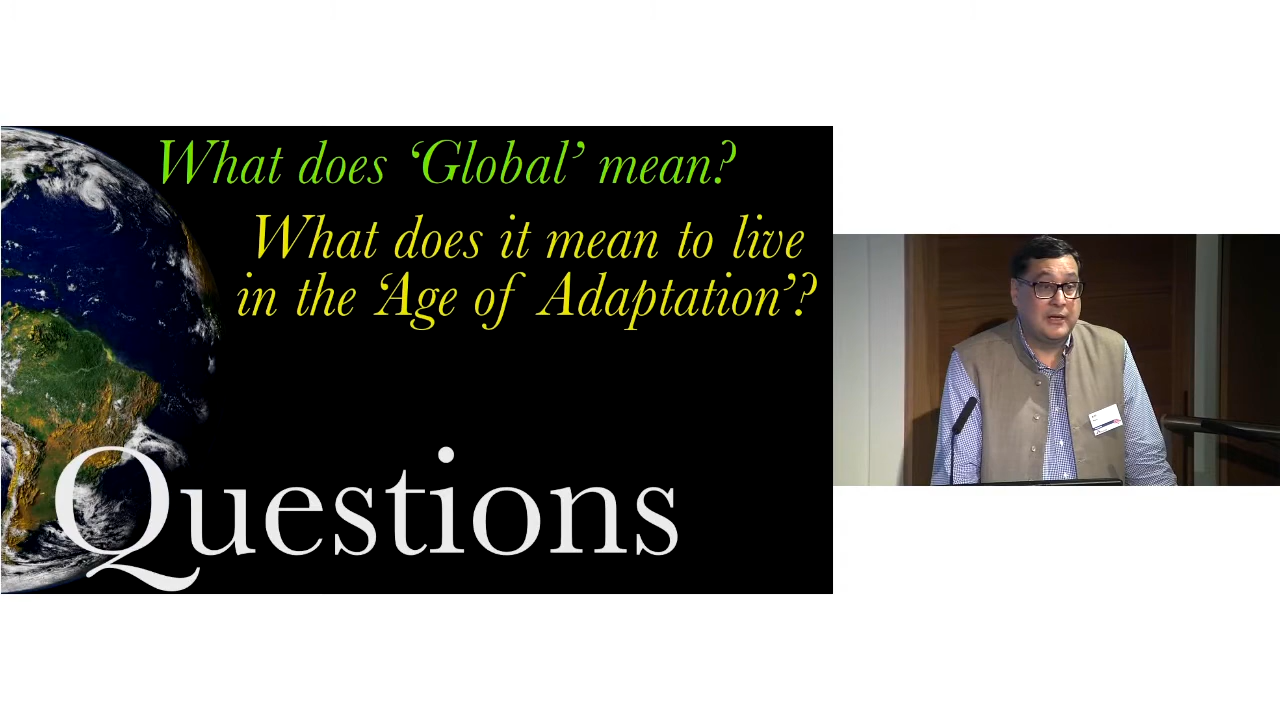 What does ‘Global’ mean?
What does it mean to live
in the ‘Age of Adaptation’?
Questions